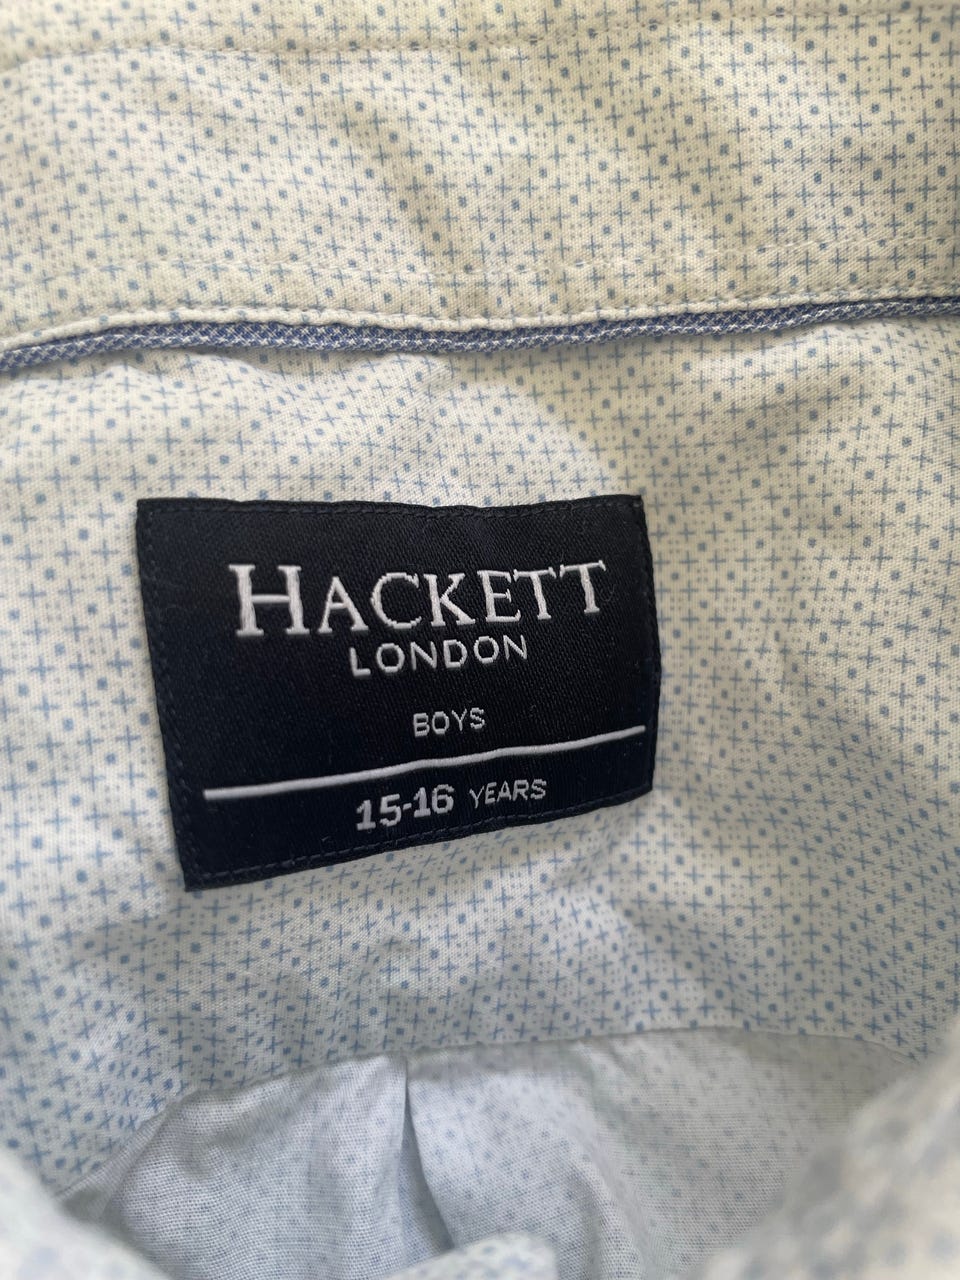 HACKETT
LONDON
BOYS
15-16 YEARS